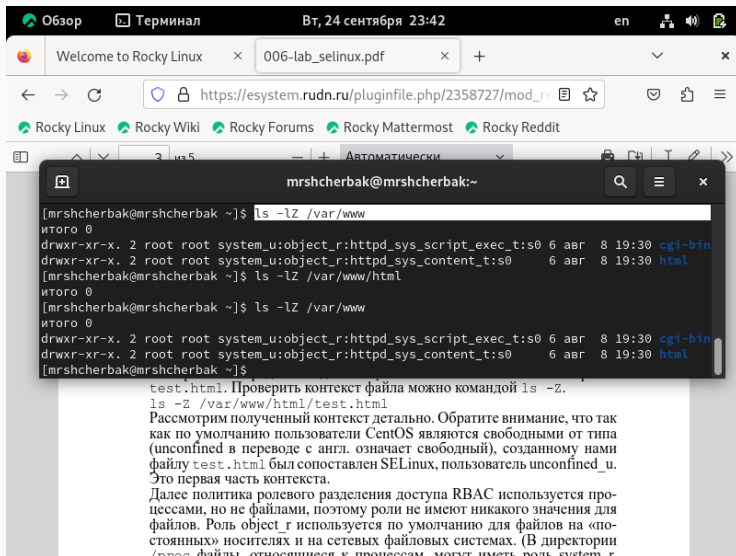 Обзор Терминал Вт, 24 сентября 23:42 en
Welcome to Rocky Linux × 006-lab_selinux.pdf × +
https://esystem.rudn.ru/pluginfile.php/2358727/mod_re
Rocky Linux Rocky Wiki Rocky Forums Rocky Mattermost Rocky Reddit
3 из 5 Автоматически
mrshcherbak@mrshcherbak:~
[mrshcherbak@mrshcherbak ~]$ ls -lZ /var/www
итого 0
drwxr-xr-x. 2 root root system_u:object_r:httpd_sys_script_exec_t:s0 6 авг 8 19:30 cgi-bin
drwxr-xr-x. 2 root root system_u:object_r:httpd_sys_content_t:s0 6 авг 8 19:30 html
[mrshcherbak@mrshcherbak ~]$ ls -lZ /var/www/html
итого 0
[mrshcherbak@mrshcherbak ~]$ ls -lZ /var/www
итого 0
drwxr-xr-x. 2 root root system_u:object_r:httpd_sys_script_exec_t:s0 6 авг 8 19:30 cgi-bin
drwxr-xr-x. 2 root root system_u:object_r:httpd_sys_content_t:s0 6 авг 8 19:30 html
[mrshcherbak@mrshcherbak ~]$
test.html. Проверить контекст файла можно командой ls -Z.
ls -Z /var/www/html/test.html
Рассмотрим полученный контекст детально. Обратите внимание, что так
как по умолчанию пользователи CentOS являются свободными от типа
(unconfined в переводе с англ. означает свободный), созданному нами
файлу test.html был сопоставлен SELinux, пользователь unconfined_u.
Это первая часть контекста.
Далее политика ролевого разделения доступа RBAC используется про-
цессами, но не файлами, поэтому роли не имеют никакого значения для
файлов. Роль object_r используется по умолчанию для файлов на «по-
стоянных» носителях и на сетевых файловых системах. (В директории
/proc файлы, относящиеся к процессам, могут иметь роль system_r.